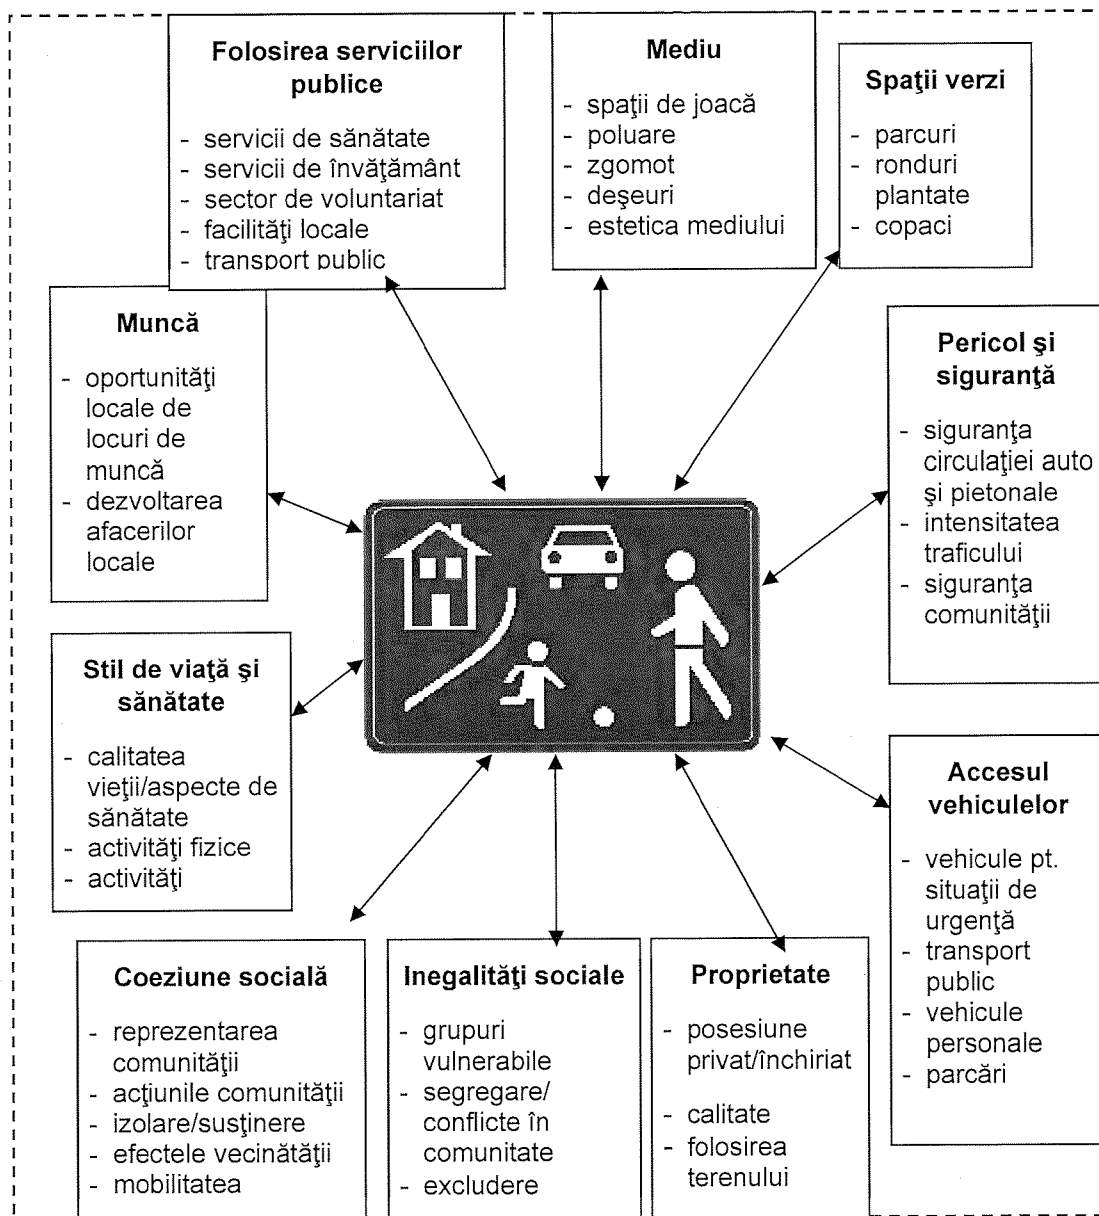 Folosirea serviciilor
publice
- servicii de sănătate
- servicii de învăţământ
- sector de voluntariat
- facilităţi locale
- transport public
Mediu
- spaţii de joacă
- poluare
- zgomot
- deşeuri
- estetica mediului
Spaţii verzi
- parcuri
- ronduri
plantate
- copaci
Muncă
- oportunităţi
locale de
locuri de
muncă
- dezvoltarea
afacerilor
locale
Pericol şi
siguranţă
- siguranţa
circulaţiei auto
şi pietonale
- intensitatea
traficului
- siguranţa
comunităţii
Stil de viaţă şi
sănătate
- calitatea
vieţii/aspecte de
sănătate
- activităţi fizice
- activităţi
Accesul
vehiculelor
- vehicule pt.
situaţii de
urgenţă
- transport
public
- vehicule
personale
- parcări
Coeziune socială
- reprezentarea
comunităţii
- acţiunile comunităţii
- izolare/susţinere
- efectele vecinătăţii
- mobilitatea
Inegalităţi sociale
- grupuri
vulnerabile
- segregare/
conflicte în
comunitate
- excludere
Proprietate
- posesiune
privat/închiriat
- calitate
- folosirea
terenului